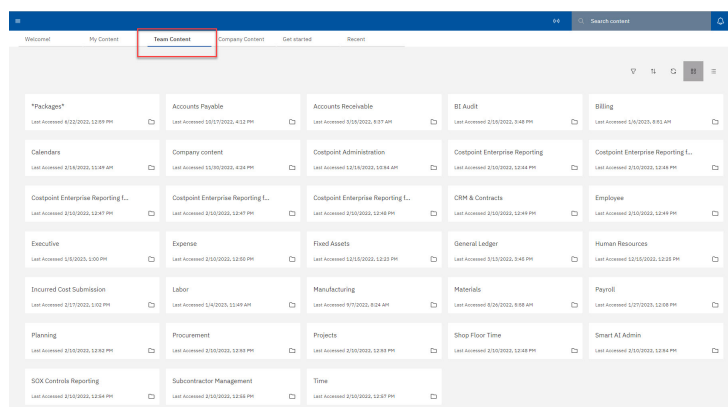 Search content
Welcome! My Content Team Content Company Content Get started Recent
*Packages* Accounts Payable Accounts Receivable BI Audit Billing
Last Accessed 6/22/2022, 12:59 PM Last Accessed 10/17/2022, 4:12 PM Last Accessed 3/15/2022, 8:37 AM Last Accessed 2/15/2022, 3:48 PM Last Accessed 1/6/2023, 8:51 AM
Calendars Company content Costpoint Administration Costpoint Enterprise Reporting Costpoint Enterprise Reporting f...
Last Accessed 2/16/2022, 11:49 AM Last Accessed 11/30/2022, 4:24 PM Last Accessed 12/15/2022, 10:54 AM Last Accessed 2/10/2022, 12:44 PM Last Accessed 2/10/2022, 12:46 PM
Costpoint Enterprise Reporting f... Costpoint Enterprise Reporting f... Costpoint Enterprise Reporting f... CRM & Contracts Employee
Last Accessed 2/10/2022, 12:47 PM Last Accessed 2/10/2022, 12:47 PM Last Accessed 2/10/2022, 12:48 PM Last Accessed 2/10/2022, 12:49 PM Last Accessed 2/10/2022, 12:49 PM
Executive Expense Fixed Assets General Ledger Human Resources
Last Accessed 1/5/2023, 1:00 PM Last Accessed 2/10/2022, 12:50 PM Last Accessed 12/15/2022, 12:23 PM Last Accessed 5/13/2022, 3:45 PM Last Accessed 12/15/2022, 12:25 PM
Incurred Cost Submission Labor Manufacturing Materials Payroll
Last Accessed 2/17/2022, 1:02 PM Last Accessed 1/4/2023, 11:49 AM Last Accessed 9/7/2022, 8:24 AM Last Accessed 8/26/2022, 6:58 AM Last Accessed 1/27/2023, 12:08 PM
Planning Procurement Projects Shop Floor Time Smart AI Admin
Last Accessed 2/10/2022, 12:52 PM Last Accessed 2/10/2022, 12:53 PM Last Accessed 2/10/2022, 12:53 PM Last Accessed 2/10/2022, 12:45 PM Last Accessed 2/10/2022, 12:54 PM
SOX Controls Reporting Subcontractor Management Time
Last Accessed 2/10/2022, 12:54 PM Last Accessed 2/10/2022, 12:55 PM Last Accessed 2/10/2022, 12:57 PM